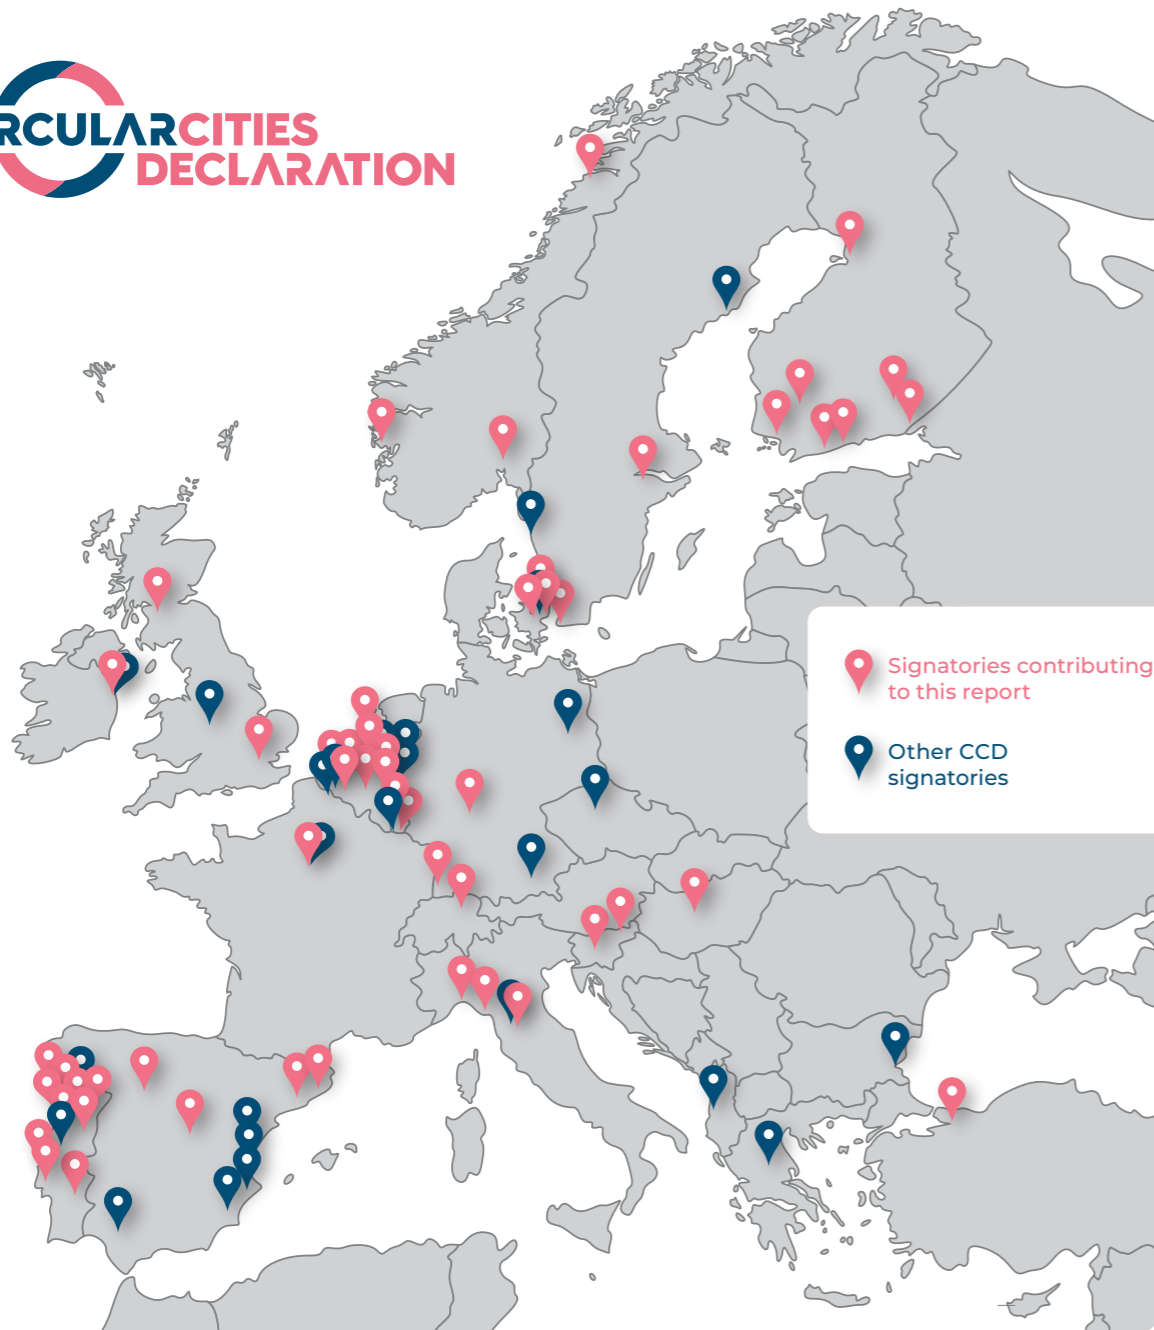 RCULARCITIES
DECLARATION
Signatories contributing
to this report
Other CCD
signatories